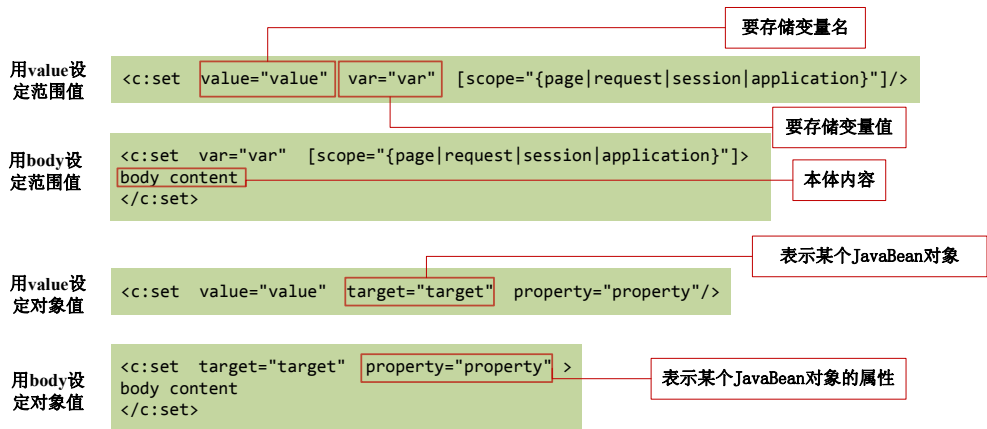 要存储变量名
用value设
定范围值
<c:set  value="value"  var="var"  [scope="{page|request|session|application}"]/>
要存储变量值
用body设
定范围值
<c:set  var="var"  [scope="{page|request|session|application}"]>
body content
</c:set>
本体内容
表示某个JavaBean对象
用value设
定对象值
<c:set  value="value"  target="target"  property="property"/>
用body设
定对象值
<c:set  target="target"  property="property" >
body content
</c:set>
表示某个JavaBean对象的属性